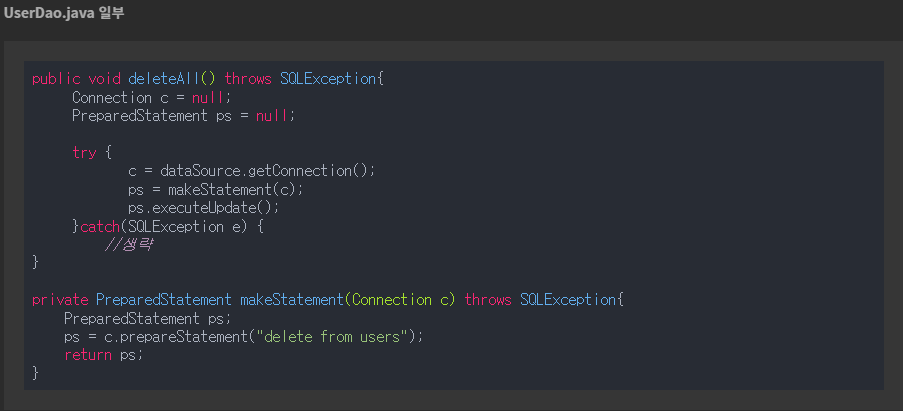 UserDao.java 일부
public void deleteAll() throws SQLException{
Connection c = null;
PreparedStatement ps = null;
try {
c = dataSource.getConnection();
ps = makeStatement(c);
ps.executeUpdate();
}catch(SQLException e) {
//생략
}
private PreparedStatement makeStatement(Connection c) throws SQLException{
PreparedStatement ps;
ps = c.prepareStatement("delete from users");
return ps;
}